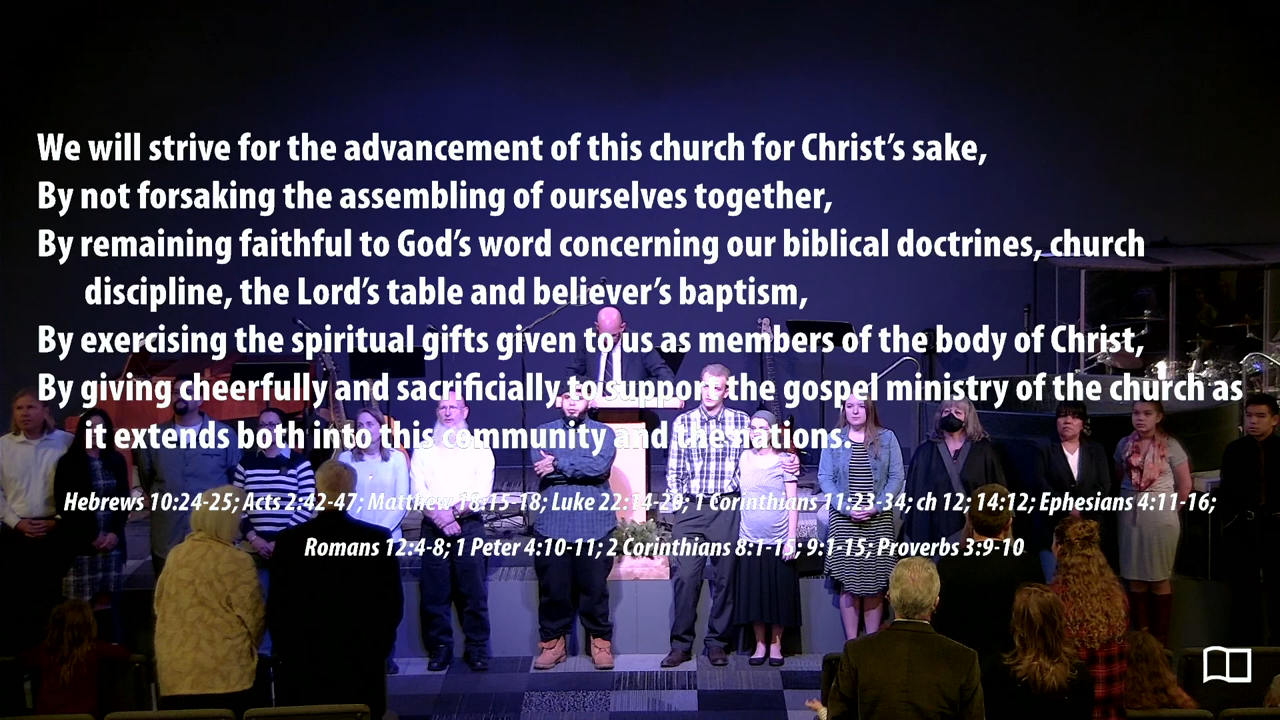 We will strive for the advancement of this church for Christ’s sake,
By not forsaking the assembling of ourselves together,
By remaining faithful to God’s word concerning our biblical doctrines, church
discipline, the Lord’s table and believer’s baptism,
By exercising the spiritual gifts given to us as members of the body of Christ,
By giving cheerfully and sacrificially to support the gospel ministry of the church as
it extends both into this community and the nations.
Hebrews 10:24-25; Acts 2:42-47; Matthew 18:15-18; Luke 22:14-20; 1 Corinthians 11:23-34; ch 12; 14:12; Ephesians 4:11-16;
Romans 12:4-8; 1 Peter 4:10-11; 2 Corinthians 8:1-15; 9:1-15; Proverbs 3:9-10